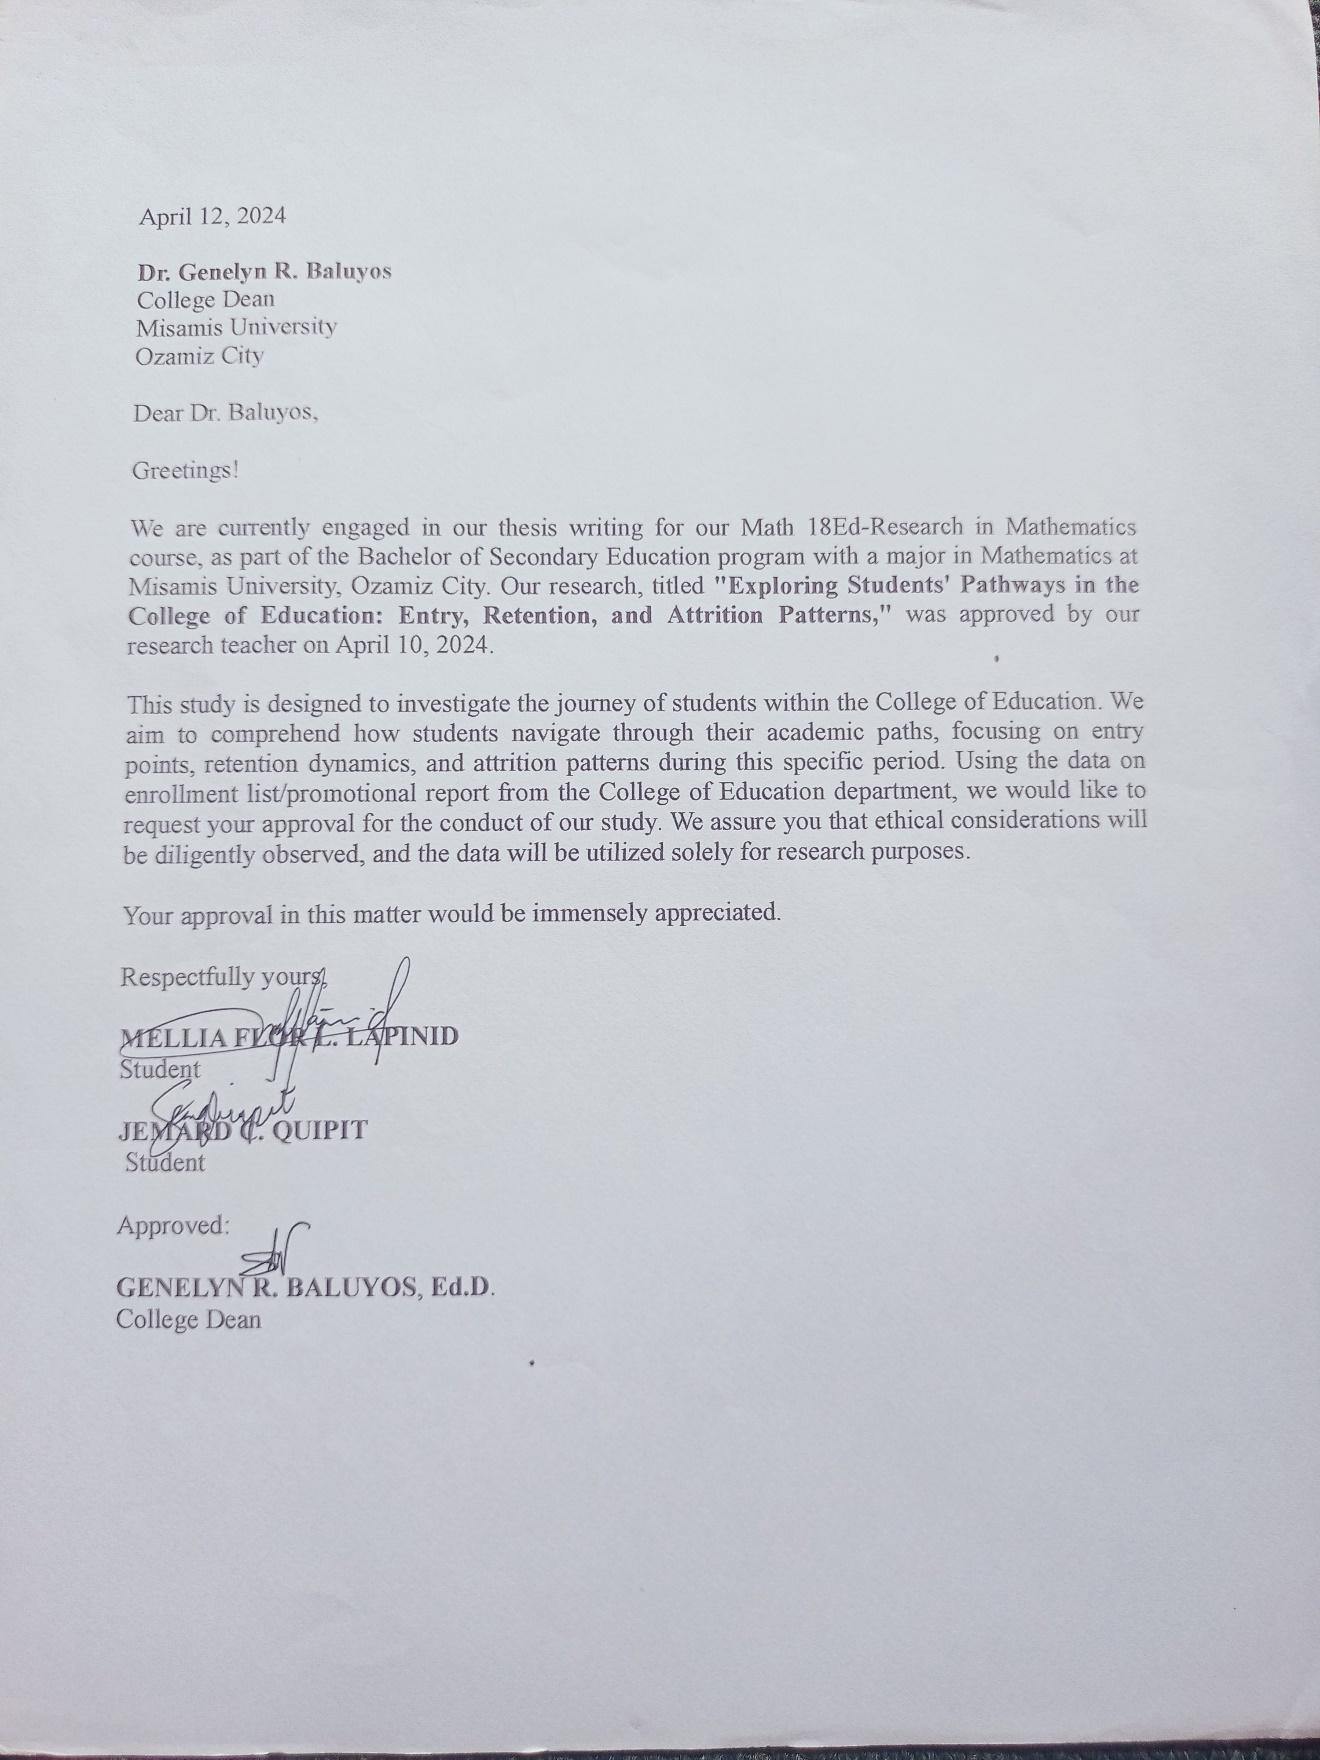 April 12, 2024
Dr. Genelyn R. Baluyos
College Dean
Misamis University
Ozamiz City
Dear Dr. Baluyos,
Greetings!
We are currently engaged in our thesis writing for our Math 18Ed-Research in Mathematics
course, as part of the Bachelor of Secondary Education program with a major in Mathematics at
Misamis University, Ozamiz City. Our research, titled "Exploring Students' Pathways in the
College of Education: Entry, Retention, and Attrition Patterns," was approved by our
research teacher on April 10, 2024.
This study is designed to investigate the journey of students within the College of Education. We
aim to comprehend how students navigate through their academic paths, focusing on entry
points, retention dynamics, and attrition patterns during this specific period. Using the data on
enrollment list/promotional report from the College of Education department, we would like to
request your approval for the conduct of our study. We assure you that ethical considerations will
be diligently observed, and the data will be utilized solely for research purposes.
Your approval in this matter would be immensely appreciated.
Respectfully yours,
MELLIA FLOR L. LAPINID
Student
JEMARD C. QUIPIT
Student
Approved:
GENELYN R. BALUYOS, Ed.D.
College Dean